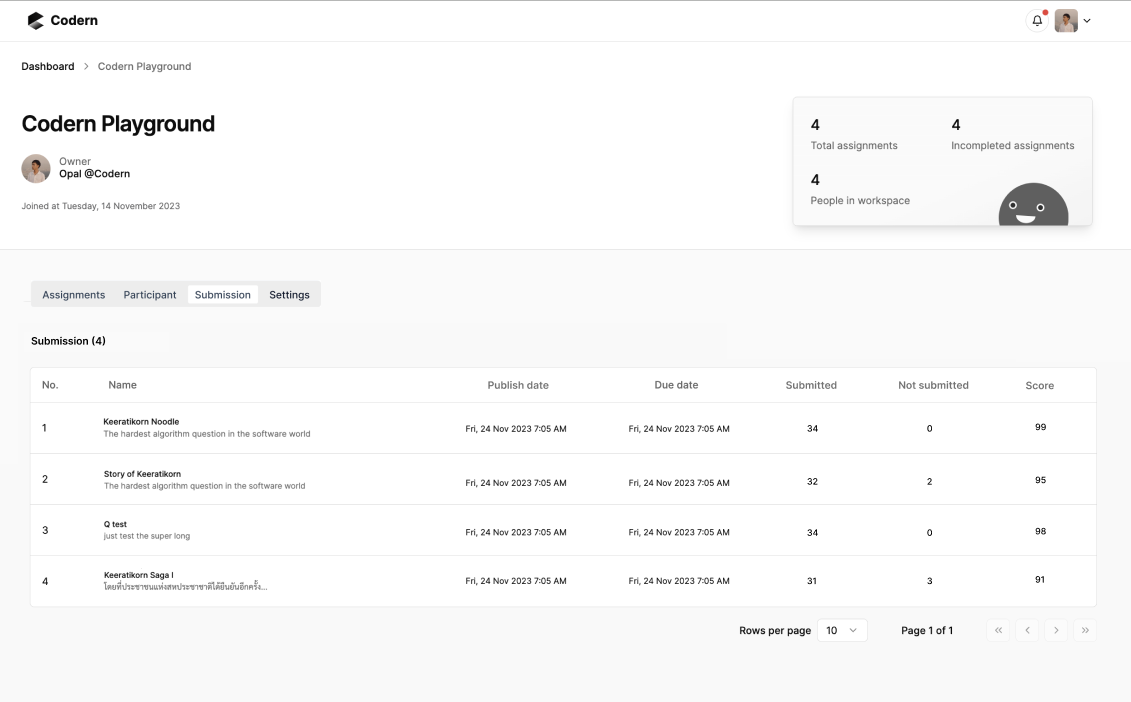 Codern
Dashboard > Codern Playground
Codern Playground
Owner
Opal @Codern
Joined at Tuesday, 14 November 2023
4 4
Total assignments Incompleted assignments
4
People in workspace
Assignments Participant Submission Settings
Submission (4)
No. Name Publish date Due date Submitted Not submitted Score
1 Keeratikorn Noodle Fri, 24 Nov 2023 7:05 AM Fri, 24 Nov 2023 7:05 AM 34 0 99
The hardest algorithm question in the software world
2 Story of Keeratikorn Fri, 24 Nov 2023 7:05 AM Fri, 24 Nov 2023 7:05 AM 32 2 95
The hardest algorithm question in the software world
3 Q test Fri, 24 Nov 2023 7:05 AM Fri, 24 Nov 2023 7:05 AM 34 0 98
just test the super long
4 Keeratikorn Saga I Fri, 24 Nov 2023 7:05 AM Fri, 24 Nov 2023 7:05 AM 31 3 91
โดยที่ประชาชนแห่งสหประชาชาติได้ยืนยันอีกครั้ง...
Rows per page 10 Page 1 of 1 « < > »